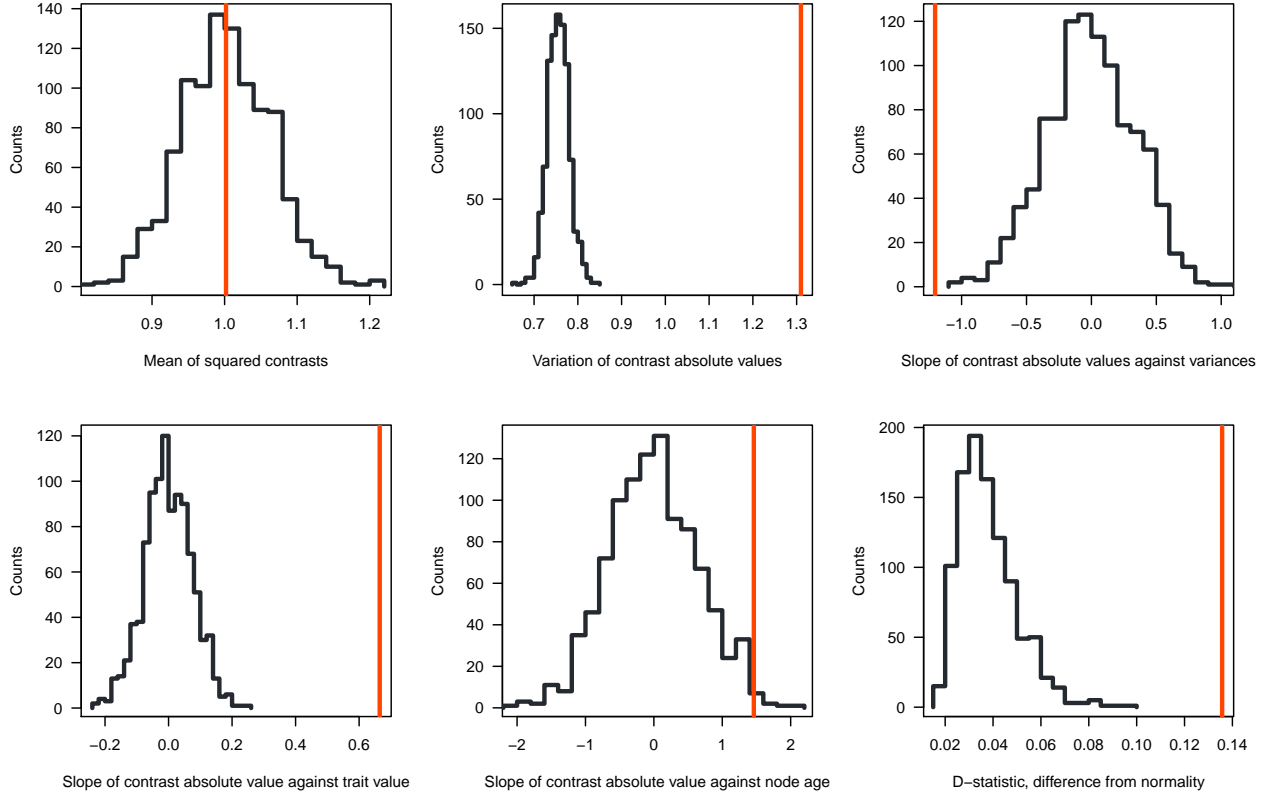 140
120
100
80
60
40
20
0
Counts
0.9 1.0 1.1 1.2
Mean of squared contrasts
150
100
50
0
Counts
0.7 0.8 0.9 1.0 1.1 1.2 1.3
Variation of contrast absolute values
120
100
80
60
40
20
0
Counts
−1.0 −0.5 0.0 0.5 1.0
Slope of contrast absolute values against variances
120
100
80
60
40
20
0
Counts
−0.2 0.0 0.2 0.4 0.6
Slope of contrast absolute value against trait value
120
100
80
60
40
20
0
Counts
−2 −1 0 1 2
Slope of contrast absolute value against node age
200
150
100
50
0
Counts
0.02 0.04 0.06 0.08 0.10 0.12 0.14
D−statistic, difference from normality